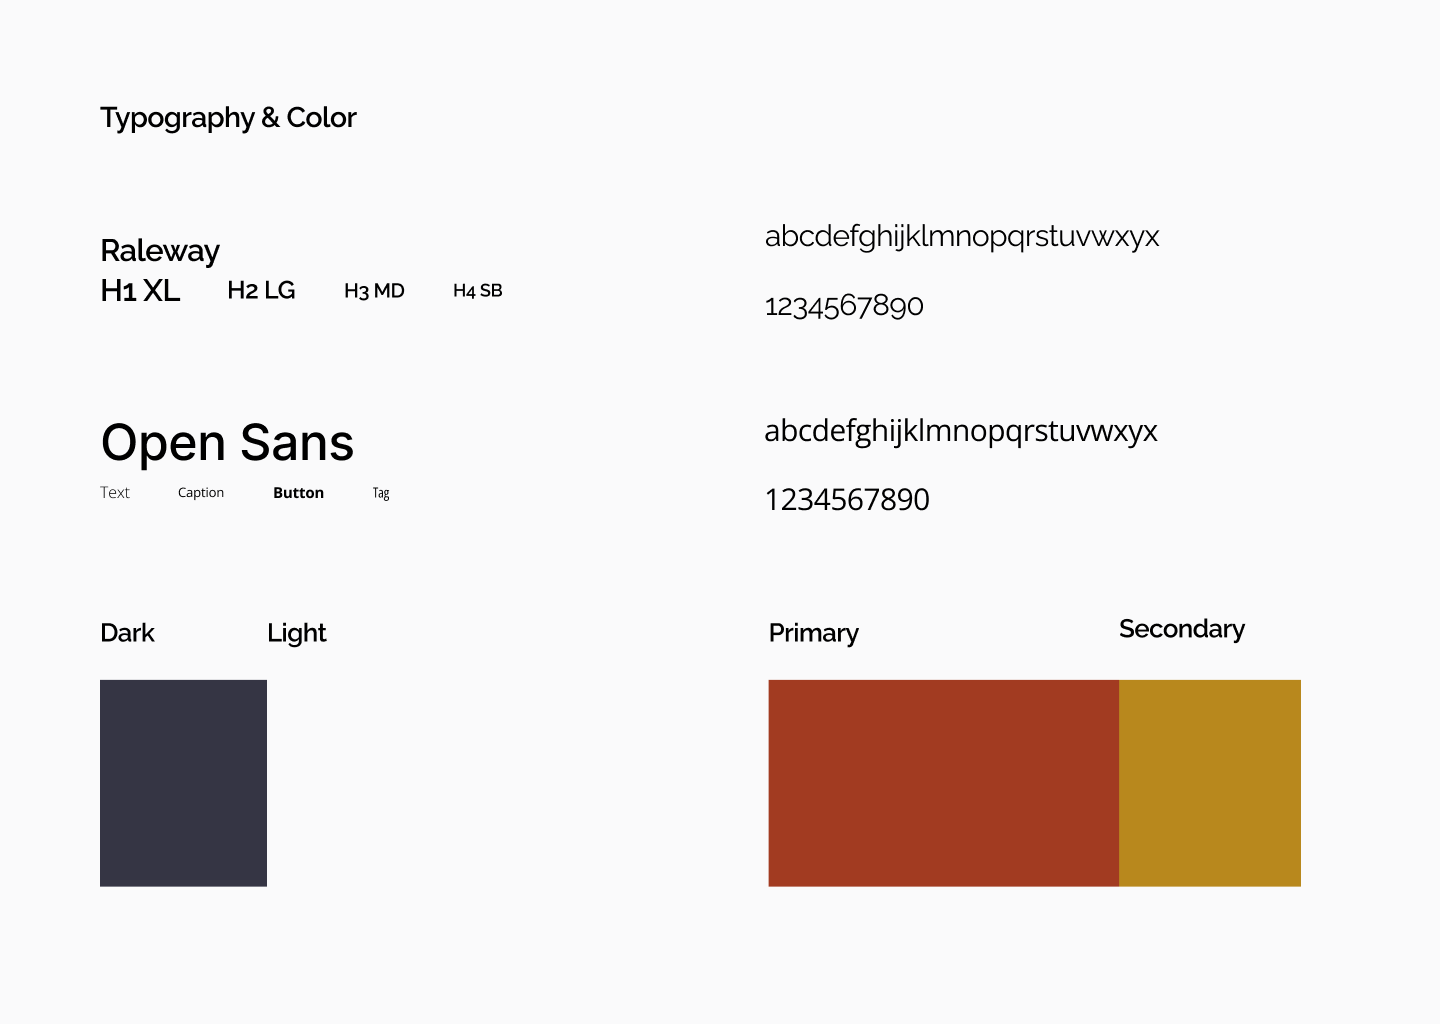 Typography & Color
Raleway
H1 XL H2 LG H3 MD H4 SB
abcdefghijklmnopqrstuvwxyx
1234567890
Open Sans
Text Caption Button Tag
abcdefghijklmnopqrstuvwxyx
1234567890
Dark Light Primary Secondary